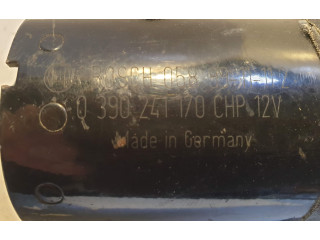 BOSCH
0 390 241 170 CHP 12V
Made in Germany